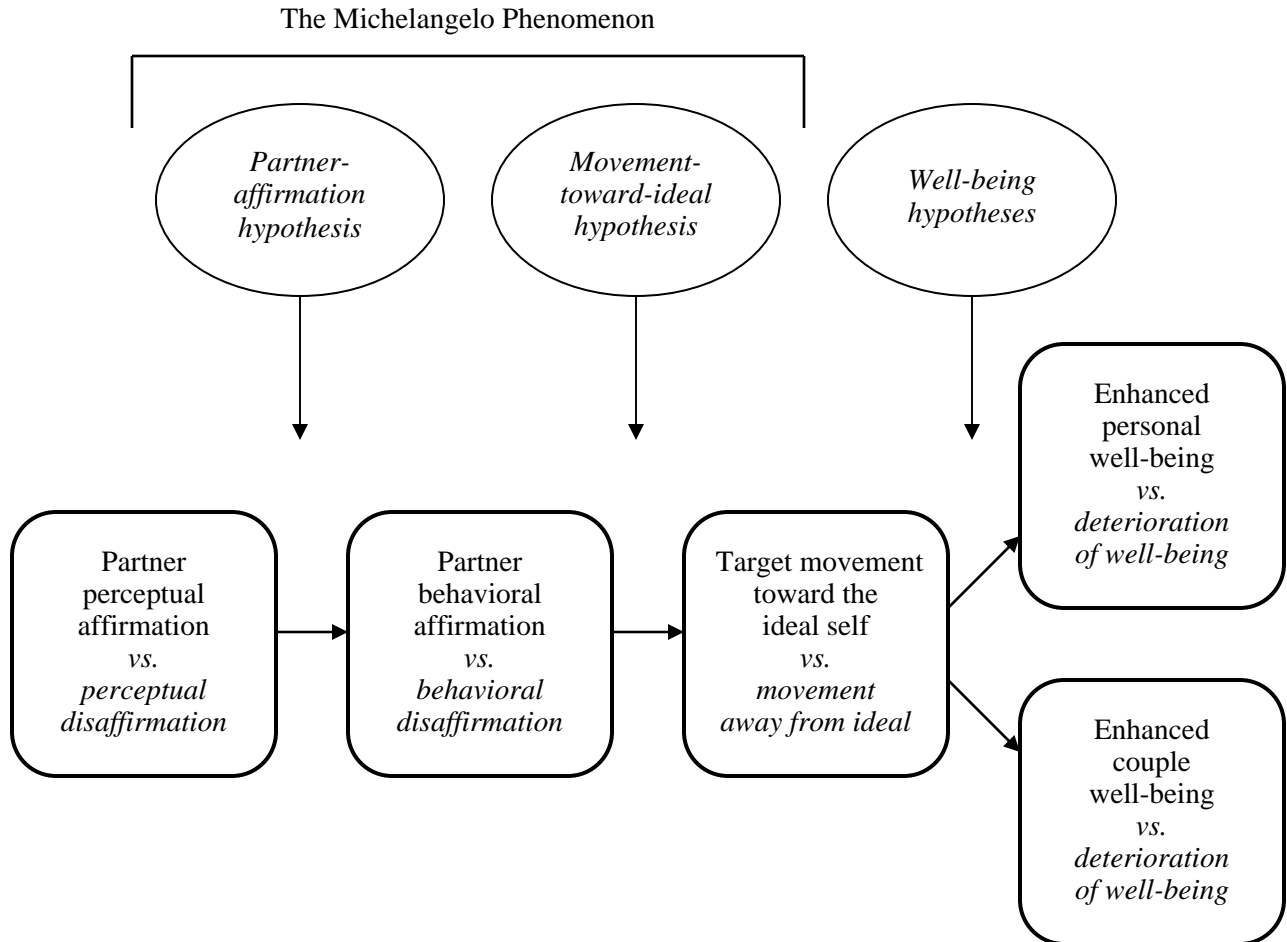 The Michelangelo Phenomenon
Partner-
affirmation
hypothesis
Movement-
toward-ideal
hypothesis
Well-being
hypotheses
Partner
perceptual
affirmation
vs.
perceptual
disaffirmation
Partner
behavioral
affirmation
vs.
behavioral
disaffirmation
Target movement
toward the
ideal self
vs.
movement
away from ideal
Enhanced
personal
well-being
vs.
deterioration
of well-being
Enhanced
couple
well-being
vs.
deterioration
of well-being